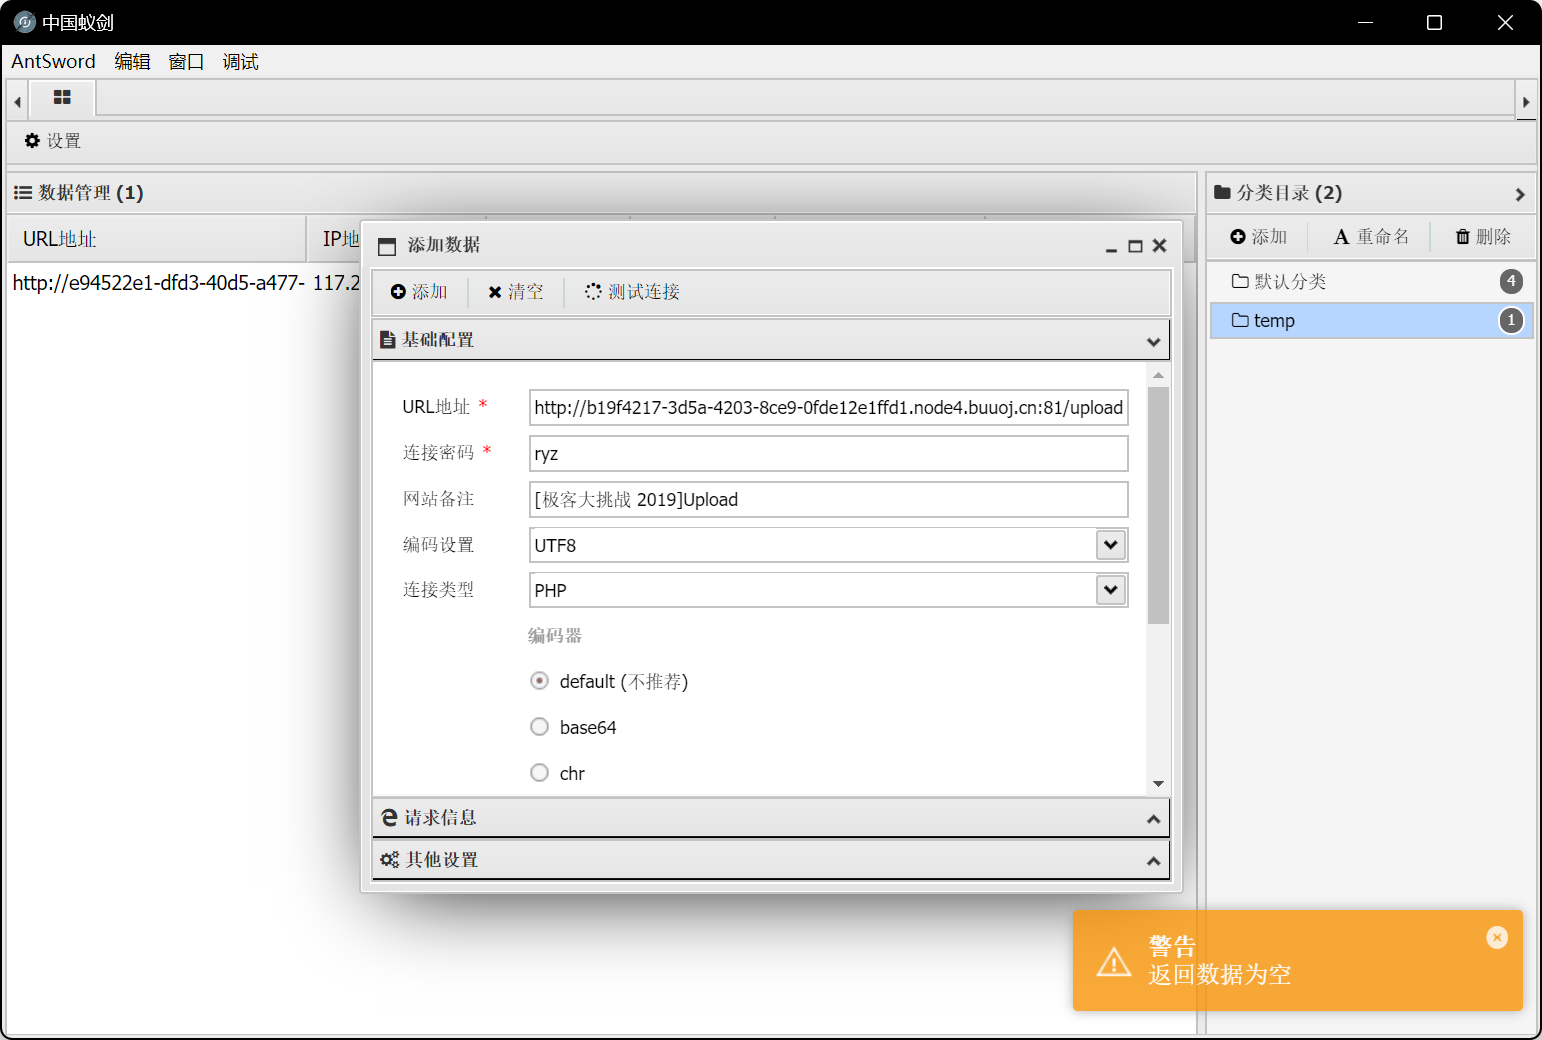 中国蚁剑
AntSword 编辑 窗口 调试
设置
数据管理 (1)
分类目录 (2)
URL地址 IP地
添加 重命名 删除
http://e94522e1-dfd3-40d5-a477- 117.2
默认分类 4
temp 1
添加数据
添加 清空 测试连接
基础配置
URL地址 * http://b19f4217-3d5a-4203-8ce9-0fde12e1ffd1.node4.buuoj.cn:81/upload
连接密码 * ryz
网站备注 [极客大挑战 2019]Upload
编码设置 UTF8
连接类型 PHP
编码器
default (不推荐)
base64
chr
请求信息
其他设置
警告
返回数据为空